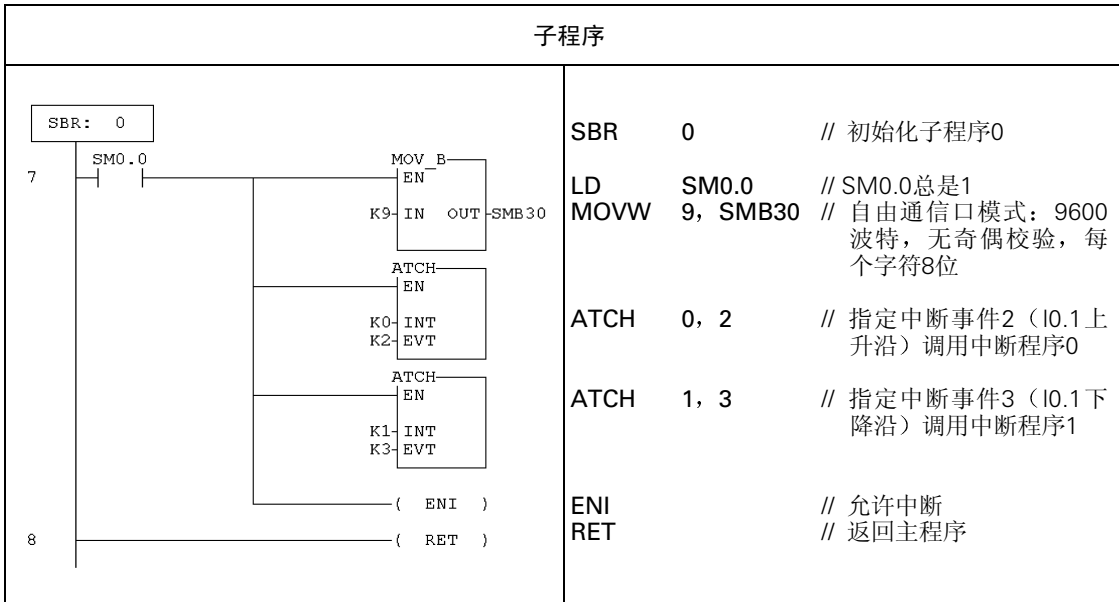 子程序
SBR: 0
7
SM0.0
MOV_B
EN
K9 IN OUT SMB30
ATCH
EN
K0 INT
K2 EVT
ATCH
EN
K1 INT
K3 EVT
( ENI )
8
( RET )
SBR 0 // 初始化子程序0
LD SM0.0 // SM0.0总是1
MOVW 9，SMB30 // 自由通信口模式：9600
波特，无奇偶校验，每
个字符8位
ATCH 0，2 // 指定中断事件2（I0.1上
升沿）调用中断程序0
ATCH 1，3 // 指定中断事件3（I0.1下
降沿）调用中断程序1
ENI // 允许中断
RET // 返回主程序